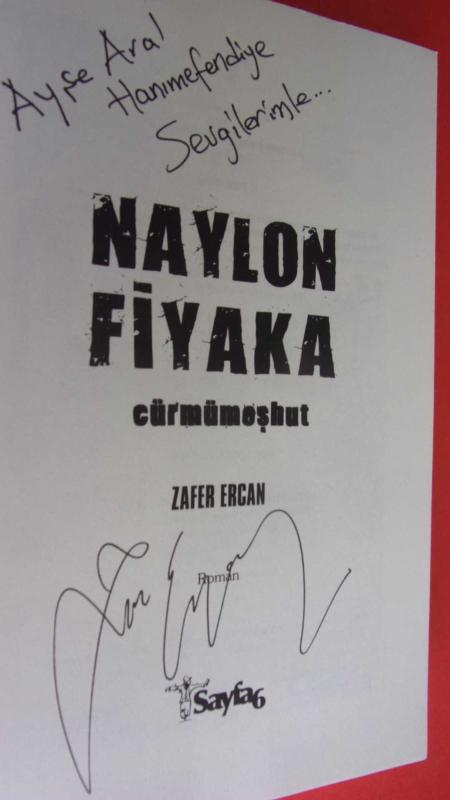 Ayşe Aral
Hanımefendiye
Sevgilerimle...
NAYLON
FİYAKA
cürmümeşhut
ZAFER ERCAN
Roman
Sayfa6